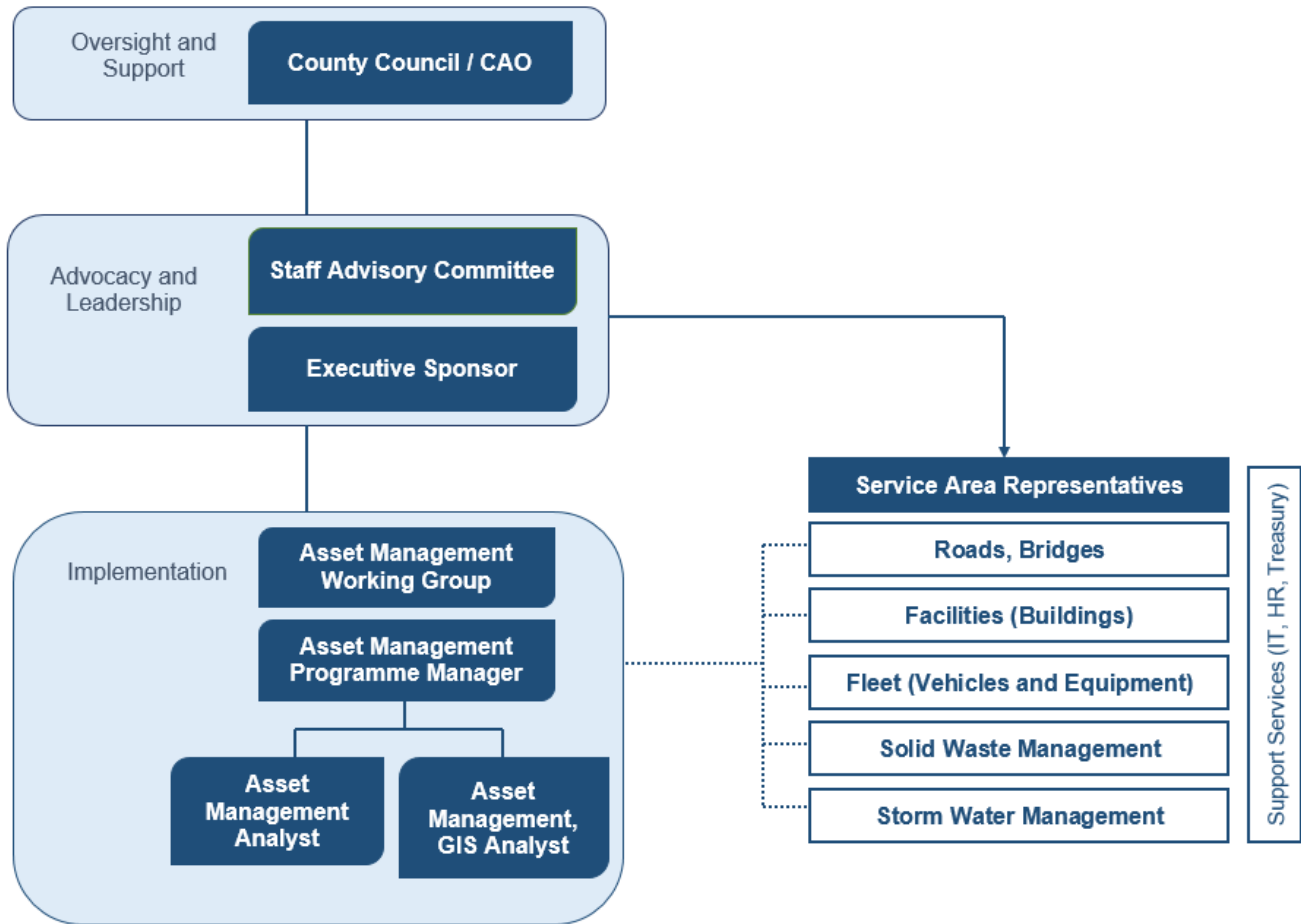 Oversight and
Support
County Council / CAO
Advocacy and
Leadership
Staff Advisory Committee
Executive Sponsor
Implementation
Asset Management
Working Group
Asset Management
Programme Manager
Asset
Management
Analyst
Asset
Management,
GIS Analyst
Service Area Representatives
Roads, Bridges
Facilities (Buildings)
Fleet (Vehicles and Equipment)
Solid Waste Management
Storm Water Management
Support Services (IT, HR, Treasury)